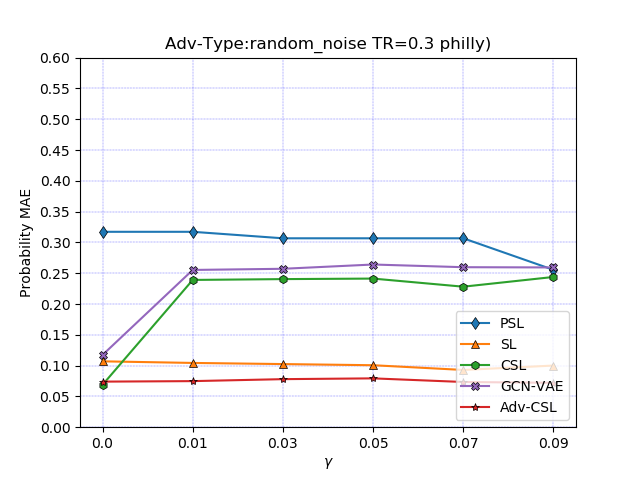 Adv-Type:random_noise TR=0.3 philly)
Probability MAE
0.60
0.55
0.50
0.45
0.40
0.35
0.30
0.25
0.20
0.15
0.10
0.05
0.00
0.0 0.01 0.03 0.05 0.07 0.09
γ
PSL
SL
CSL
GCN-VAE
Adv-CSL